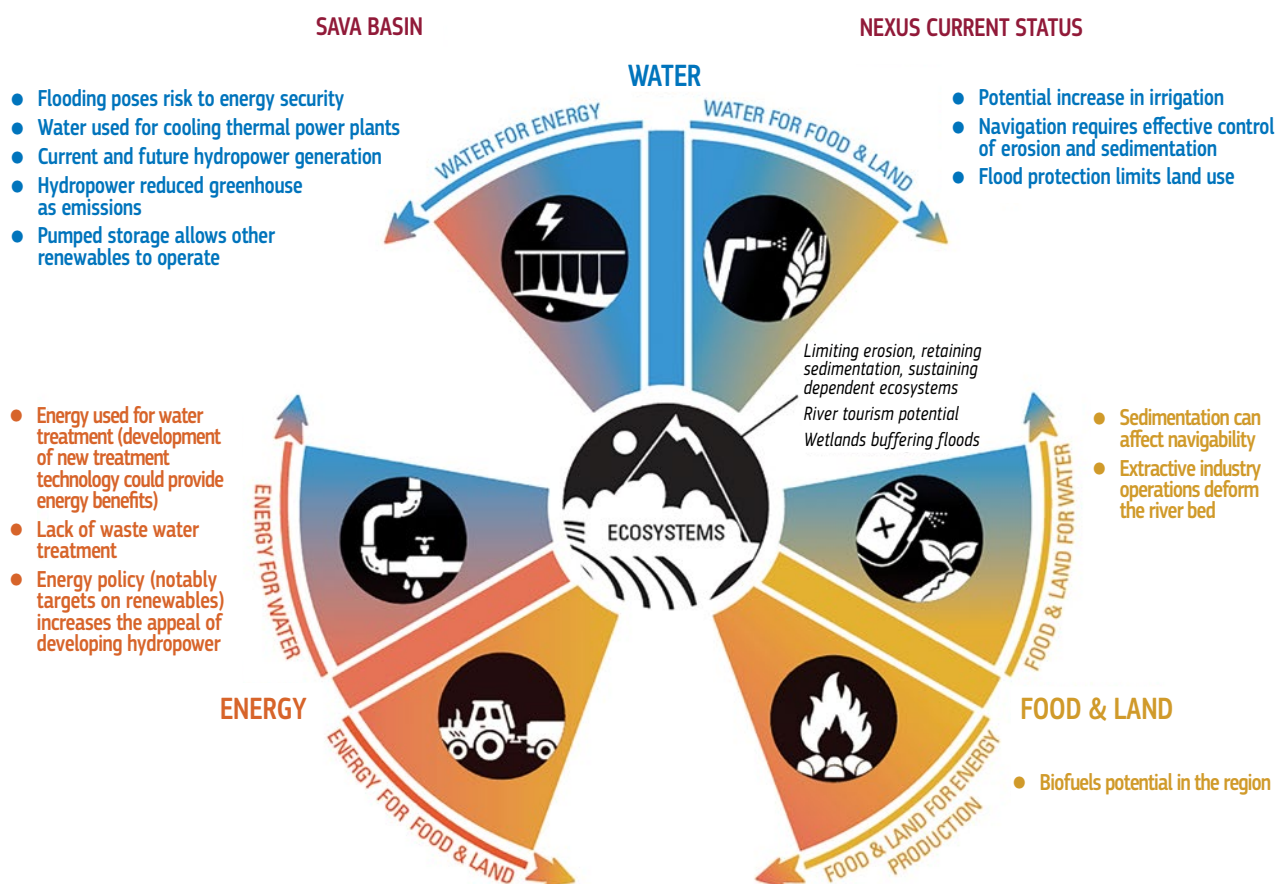 SAVA BASIN
NEXUS CURRENT STATUS
WATER
WATER FOR ENERGY
WATER FOR FOOD & LAND
● Flooding poses risk to energy security
● Water used for cooling thermal power plants
● Current and future hydropower generation
● Hydropower reduced greenhouse
as emissions
● Pumped storage allows other
renewables to operate
● Potential increase in irrigation
● Navigation requires effective control
of erosion and sedimentation
● Flood protection limits land use
Limiting erosion, retaining
sedimentation, sustaining
dependent ecosystems
River tourism potential
Wetlands buffering floods
ECOSYSTEMS
● Energy used for water
treatment (development
of new treatment
technology could provide
energy benefits)
● Lack of waste water
treatment
● Energy policy (notably
targets on renewables)
increases the appeal of
developing hydropower
ENERGY FOR WATER
● Sedimentation can
affect navigability
● Extractive industry
operations deform
the river bed
FOOD & LAND FOR WATER
ENERGY
FOOD & LAND
ENERGY FOR FOOD & LAND
FOOD & LAND FOR ENERGY
PRODUCTION
● Biofuels potential in the region